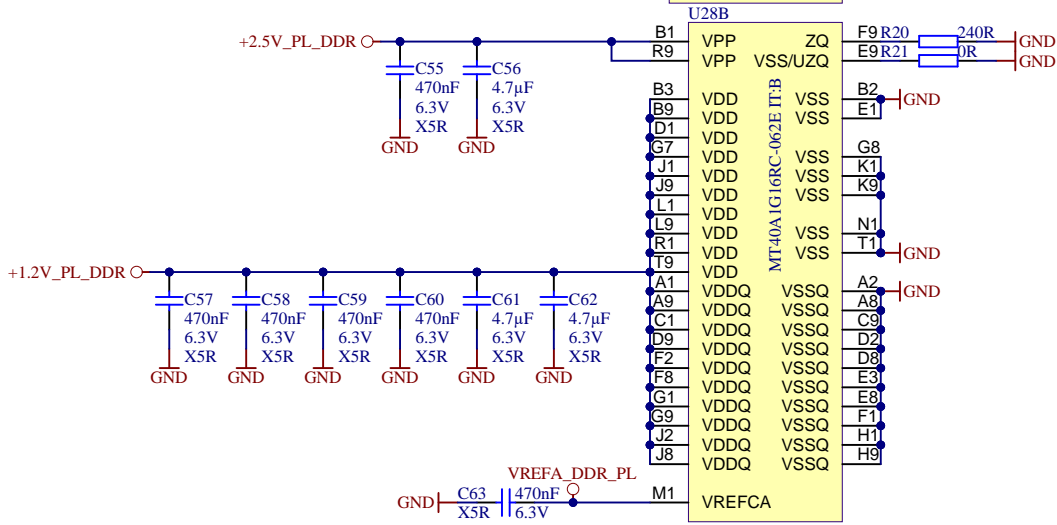 U28B
+2.5V_PL_DDR
C55
470nF
6.3V
X5R
GND
C56
4.7µF
6.3V
X5R
GND
+1.2V_PL_DDR
C57
470nF
6.3V
X5R
GND
C58
470nF
6.3V
X5R
GND
C59
470nF
6.3V
X5R
GND
C60
470nF
6.3V
X5R
GND
C61
4.7µF
6.3V
X5R
GND
C62
4.7µF
6.3V
X5R
GND
B1 VPP
R9 VPP
B3 VDD
B9 VDD
D1 VDD
G7 VDD
J1 VDD
J9 VDD
L1 VDD
L9 VDD
R1 VDD
T9 VDD
A1 VDDQ
A9 VDDQ
C1 VDDQ
D9 VDDQ
F2 VDDQ
F8 VDDQ
G1 VDDQ
G9 VDDQ
J2 VDDQ
J8 VDDQ
M1 VREFCA
MT40A1G16RC-062E IT:B
ZQ F9 R20 240R GND
VSS/UZQ E9 R21 0R GND
VSS B2 GND
VSS E1
VSS G8
VSS K1
VSS K9
VSS N1
VSS T1 GND
VSSQ A2 GND
VSSQ A8
VSSQ C9
VSSQ D2
VSSQ D8
VSSQ E3
VSSQ E8
VSSQ F1
VSSQ H1
VSSQ H9
VREFA_DDR_PL
GND
C63 470nF
X5R 6.3V